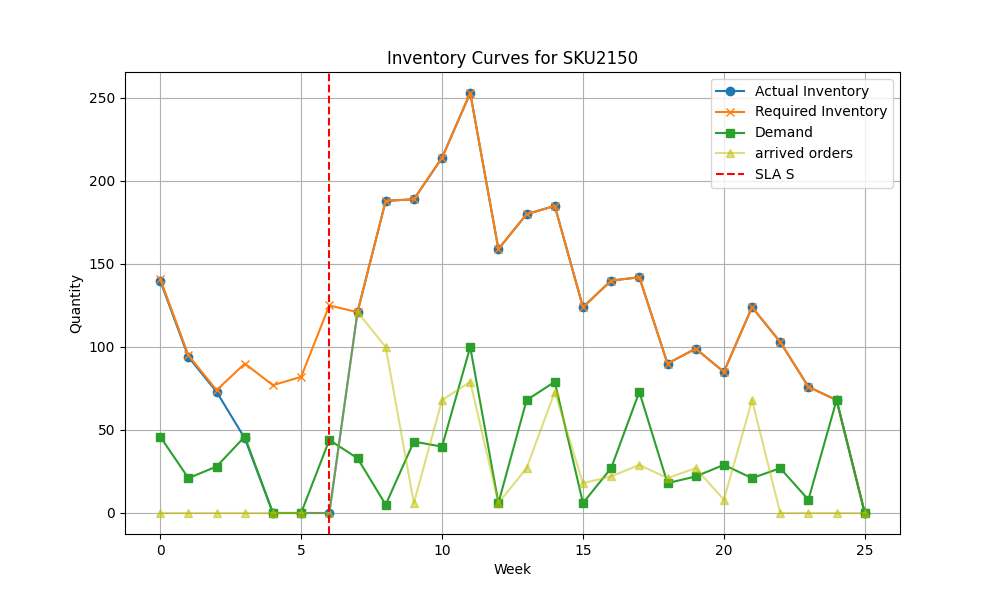 Inventory Curves for SKU2150
Actual Inventory
Required Inventory
Demand
arrived orders
SLA S
Quantity
250
200
150
100
50
0
0 5 10 15 20 25
Week